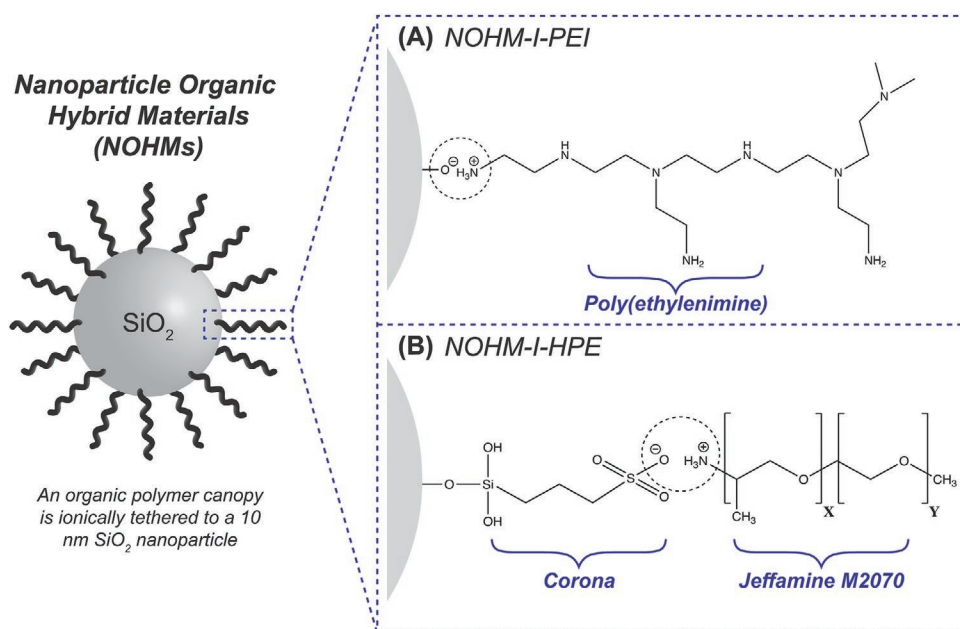 Nanoparticle Organic
Hybrid Materials
(NOHMs)
SiO₂
An organic polymer canopy
is ionically tethered to a 10
nm SiO₂ nanoparticle
(A) NOHM-I-PEI
O⊖
H₃N⊕
H
N
N
H
N
N
N
NH₂
NH₂
Poly(ethylenimine)
(B) NOHM-I-HPE
OH
O
Si
OH
O
S
O⊖
O
H₃N⊕
CH₃
O
X
O
CH₃
Y
Corona
Jeffamine M2070